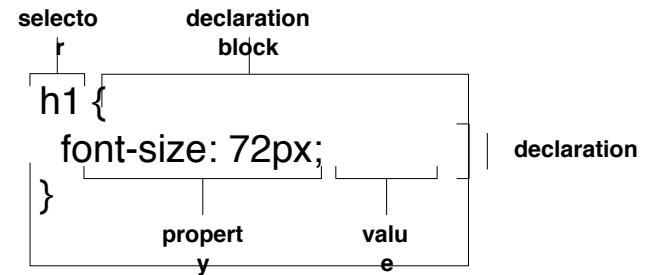 selecto
r
declaration
block
h1 {
font-size: 72px;
declaration
}
propert
y
valu
e